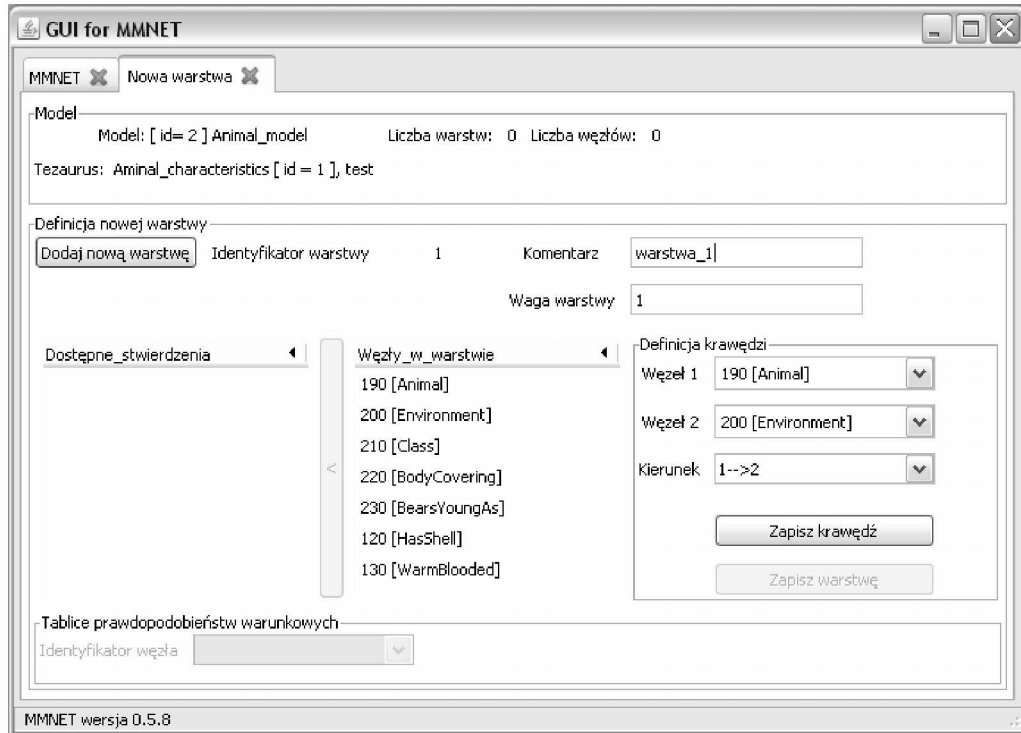 GUI for MMNET
MMNET Nowa warstwa
Model
Model: [ id= 2 ] Animal_model Liczba warstw: 0 Liczba węzłów: 0
Tezaurus: Aminal_characteristics [ id = 1 ], test
Definicja nowej warstwy
Dodaj nową warstwę Identyfikator warstwy 1 Komentarz warstwa_1
Waga warstwy 1
Dostępne_stwierdzenia
<
Węzły_w_warstwie
190 [Animal]
200 [Environment]
210 [Class]
220 [BodyCovering]
230 [BearsYoungAs]
120 [HasShell]
130 [WarmBlooded]
Definicja krawędzi
Węzeł 1 190 [Animal]
Węzeł 2 200 [Environment]
Kierunek 1-->2
Zapisz krawędź
Zapisz warstwę
Tablice prawdopodobieństw warunkowych
Identyfikator węzła
MMNET wersja 0.5.8